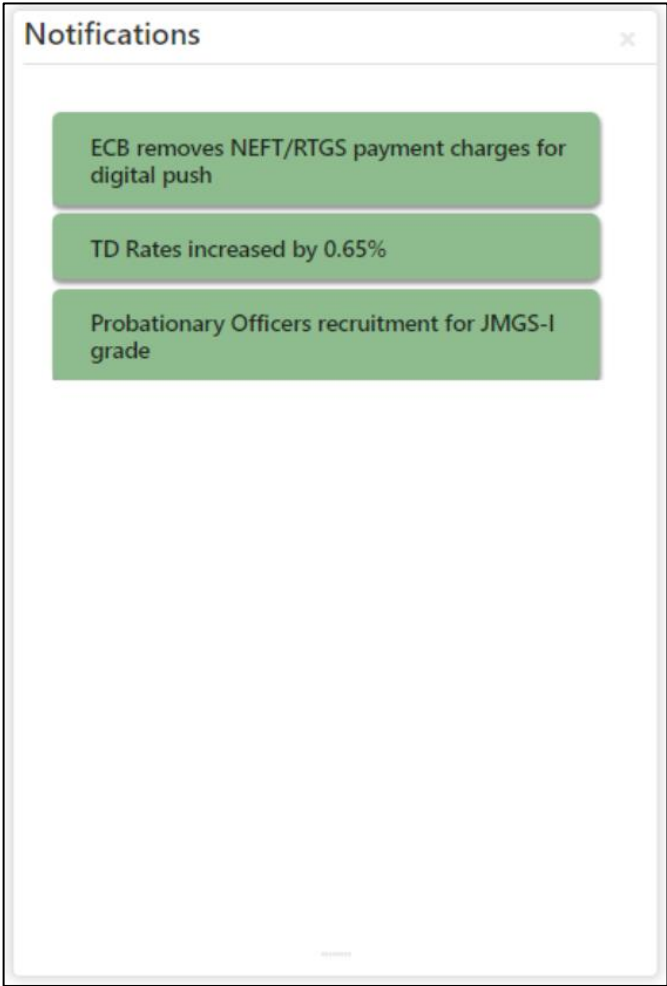 Notifications
ECB removes NEFT/RTGS payment charges for
digital push
TD Rates increased by 0.65%
Probationary Officers recruitment for JMGS-I
grade